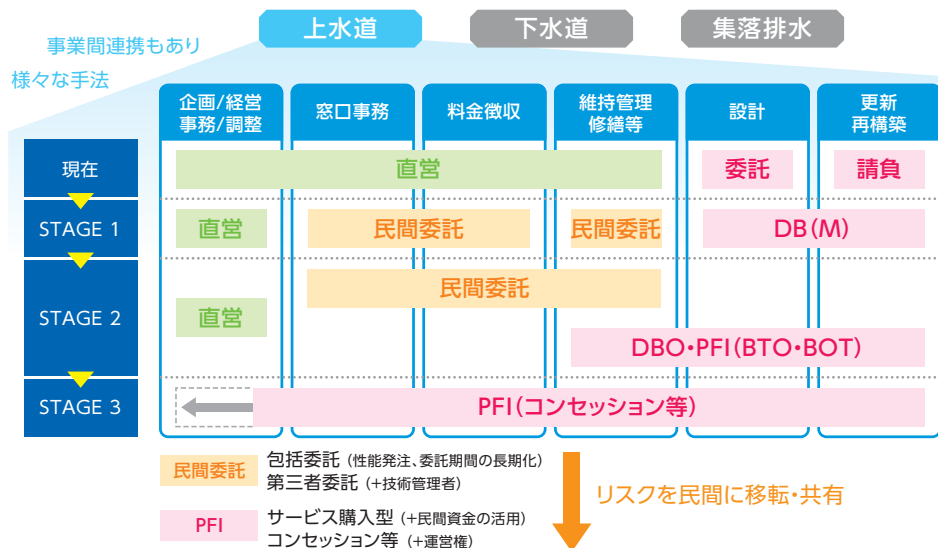 上水道
下水道
集落排水
事業間連携もあり
様々な手法
企画/経営
事務/調整
窓口事務
料金徴収
維持管理
修繕等
設計
更新
再構築
現在
直営
委託
請負
STAGE 1
直営
民間委託
民間委託
DB(M)
STAGE 2
直営
民間委託
DBO・PFI(BTO・BOT)
STAGE 3
PFI(コンセッション等)
民間委託
包括委託 (性能発注、委託期間の長期化)
第三者委託 (+技術管理者)
PFI
サービス購入型 (+民間資金の活用)
コンセッション等 (+運営権)
リスクを民間に移転・共有